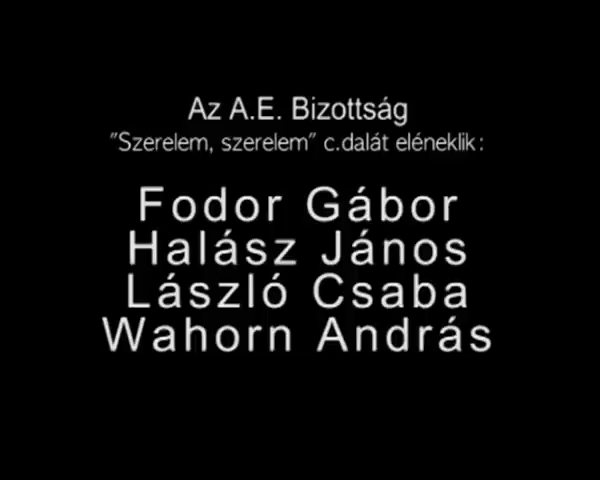 Az A.E. Bizottság
"Szerelem, szerelem" c.dalát eléneklik:
Fodor Gábor
Halász János
László Csaba
Wahorn András